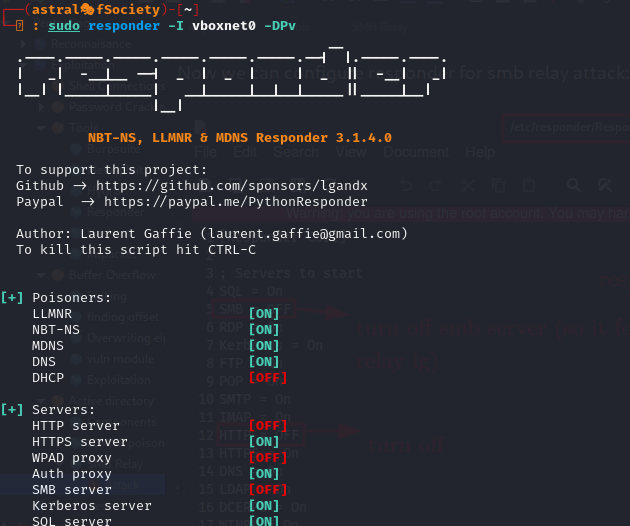 (astral🎭fSociety)-[~]
: sudo responder -I vboxnet0 -DPv
NBT-NS, LLMNR & MDNS Responder 3.1.4.0
To support this project:
Github -> https://github.com/sponsors/lgandx
Paypal -> https://paypal.me/PythonResponder
Author: Laurent Gaffie (laurent.gaffie@gmail.com)
To kill this script hit CTRL-C
[+] Poisoners:
LLMNR [ON]
NBT-NS [ON]
MDNS [ON]
DNS [ON]
DHCP [OFF]
[+] Servers:
HTTP server [OFF]
HTTPS server [ON]
WPAD proxy [OFF]
Auth proxy [ON]
SMB server [OFF]
Kerberos server [ON]
SQL server [ON]